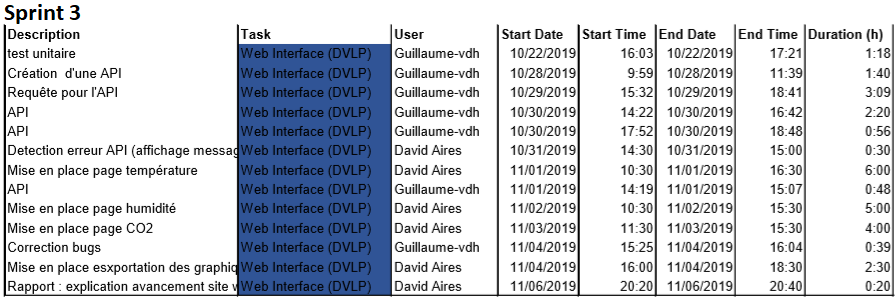 Sprint 3
Description Task User Start Date Start Time End Date End Time Duration (h)
test unitaire Web Interface (DVLP) Guillaume-vdh 10/22/2019 16:03 10/22/2019 17:21 1:18
Création d'une API Web Interface (DVLP) Guillaume-vdh 10/28/2019 9:59 10/28/2019 11:39 1:40
Requête pour l'API Web Interface (DVLP) Guillaume-vdh 10/29/2019 15:32 10/29/2019 18:41 3:09
API Web Interface (DVLP) Guillaume-vdh 10/30/2019 14:22 10/30/2019 16:42 2:20
API Web Interface (DVLP) Guillaume-vdh 10/30/2019 17:52 10/30/2019 18:48 0:56
Detection erreur API (affichage messag Web Interface (DVLP) David Aires 10/31/2019 14:30 10/31/2019 15:00 0:30
Mise en place page température Web Interface (DVLP) David Aires 11/01/2019 10:30 11/01/2019 16:30 6:00
API Web Interface (DVLP) Guillaume-vdh 11/01/2019 14:19 11/01/2019 15:07 0:48
Mise en place page humidité Web Interface (DVLP) David Aires 11/02/2019 10:30 11/02/2019 15:30 5:00
Mise en place page CO2 Web Interface (DVLP) David Aires 11/03/2019 11:30 11/03/2019 15:30 4:00
Correction bugs Web Interface (DVLP) Guillaume-vdh 11/04/2019 15:25 11/04/2019 16:04 0:39
Mise en place esxportation des graphiq Web Interface (DVLP) David Aires 11/04/2019 16:00 11/04/2019 18:30 2:30
Rapport : explication avancement site w Web Interface (DVLP) David Aires 11/06/2019 20:20 11/06/2019 20:40 0:20